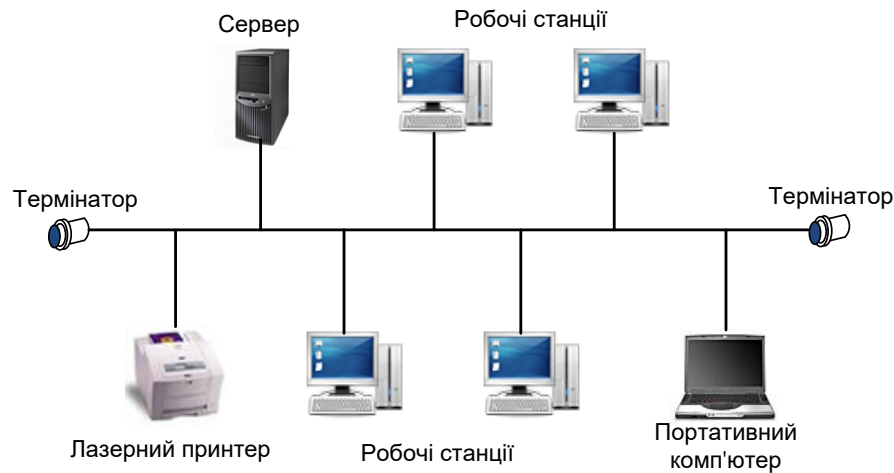 Сервер
Робочі станції
Термінатор
Термінатор
Лазерний принтер
Робочі станції
Портативний
комп'ютер